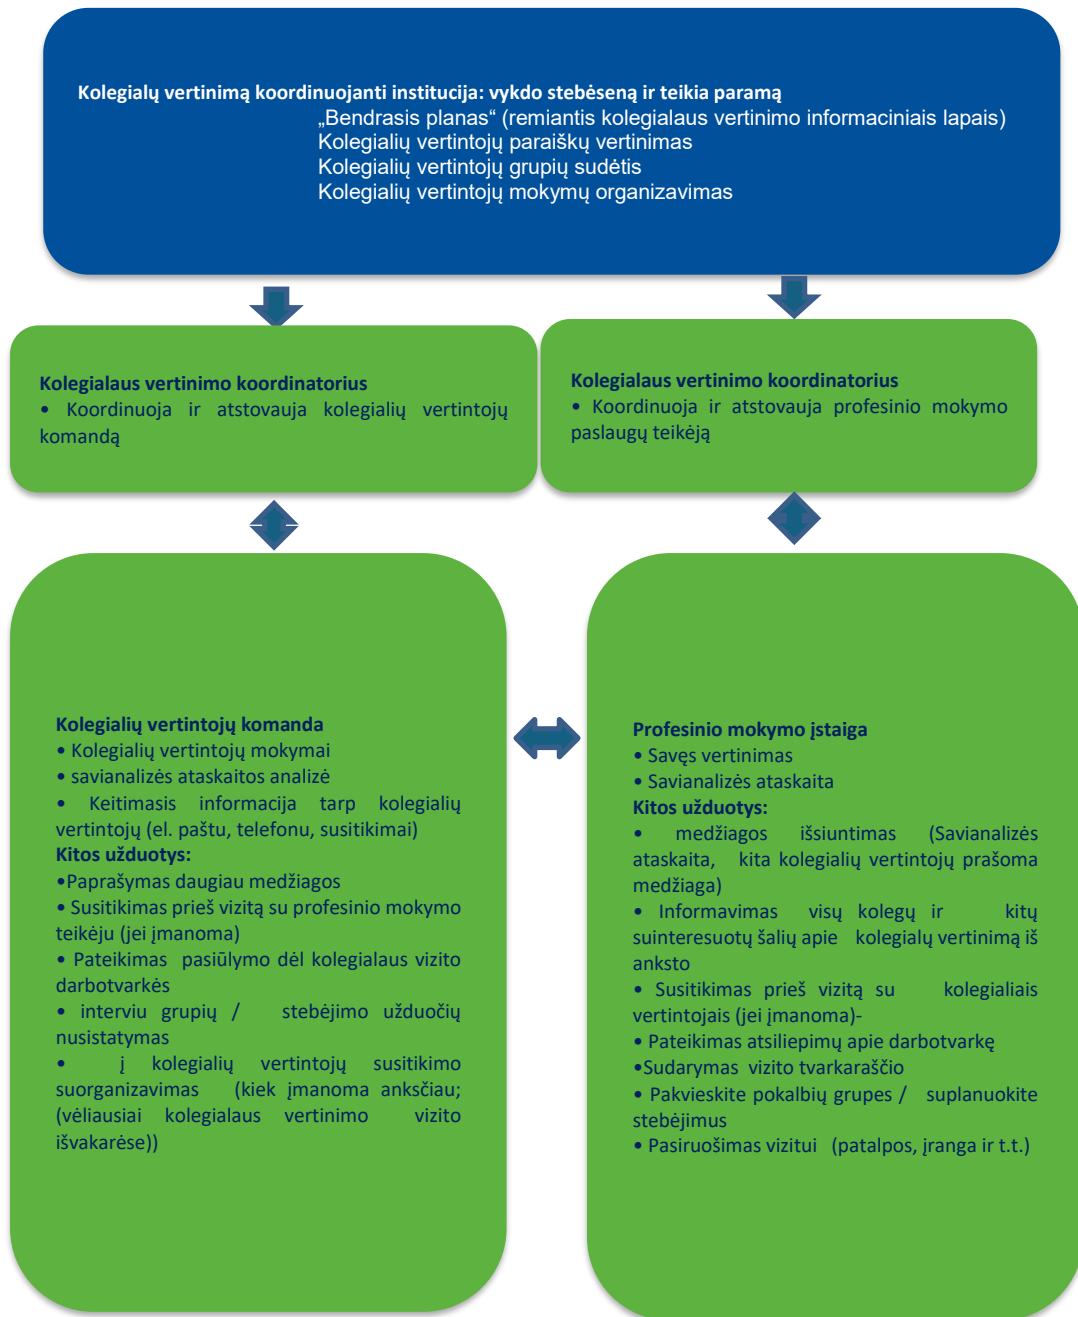 Kolegialų vertinimą koordinuojanti institucija: vykdo stebėseną ir teikia paramą
„Bendrasis planas“ (remiantis kolegialaus vertinimo informaciniais lapais)
Kolegialių vertintojų paraiškų vertinimas
Kolegialių vertintojų grupių sudėtis
Kolegialių vertintojų mokymų organizavimas
Kolegialaus vertinimo koordinatorius
• Koordinuoja ir atstovauja kolegialių vertintojų
komandą
Kolegialaus vertinimo koordinatorius
• Koordinuoja ir atstovauja profesinio mokymo
paslaugų teikėją
Kolegialių vertintojų komanda
• Kolegialių vertintojų mokymai
• savianalizės ataskaitos analizė
• Keitimasis informacija tarp kolegialių
vertintojų (el. paštu, telefonu, susitikimai)
Kitos užduotys:
•Paprašymas daugiau medžiagos
• Susitikimas prieš vizitą su profesinio mokymo
teikėju (jei įmanoma)
• Pateikimas pasiūlymo dėl kolegialaus vizito
darbotvarkės
• interviu grupių / stebėjimo užduočių
nusistatymas
• į kolegialių vertintojų susitikimo
suorganizavimas (kiek įmanoma anksčiau;
(vėliausiai kolegialaus vertinimo vizito
išvakarėse))
Profesinio mokymo įstaiga
• Savęs vertinimas
• Savianalizės ataskaita
Kitos užduotys:
• medžiagos išsiuntimas (Savianalizės
ataskaita, kita kolegialių vertintojų prašoma
medžiaga)
• Informavimas visų kolegų ir kitų
suinteresuotų šalių apie kolegialų vertinimą iš
anksto
• Susitikimas prieš vizitą su kolegialiais
vertintojais (jei įmanoma)-
• Pateikimas atsiliepimų apie darbotvarkę
•Sudarymas vizito tvarkaraščio
• Pakvieskite pokalbių grupes / suplanuokite
stebėjimus
• Pasiruošimas vizitui (patalpos, įranga ir t.t.)